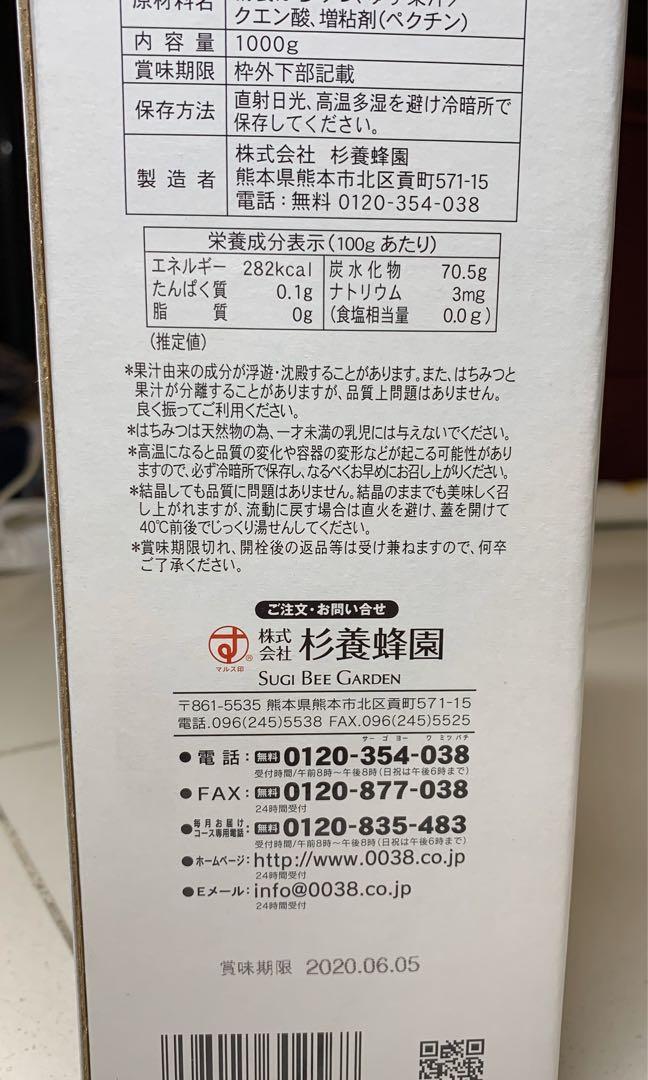 原材料名
クエン酸、増粘剤(ペクチン)
内容量 1000g
賞味期限 枠外下部記載
保存方法 直射日光、高温多湿を避け冷暗所で
保存してください。
製造者 株式会社 杉養蜂園
熊本県熊本市北区貢町571-15
電話:無料 0120-354-038
栄養成分表示(100gあたり)
エネルギー 282kcal 炭水化物 70.5g
たんぱく質 0.1g ナトリウム 3mg
脂質 0g (食塩相当量 0.0g)
(推定値)
*果汁由来の成分が浮遊・沈殿することがあります。また、はちみつと
果汁が分離することがありますが、品質上問題はありません。
良く振ってご利用ください。
*はちみつは天然物の為、一才未満の乳児には与えないでください。
*高温になると品質の変化や容器の変形などが起こる可能性があり
ますので、必ず冷暗所で保存し、なるべくお早めにお召し上がりください。
*結晶しても品質に問題はありません。結晶のままでも美味しく召
し上がれますが、流動に戻す場合は直火を避け、蓋を開けて
40℃前後でじっくり湯せんしてください。
*賞味期限切れ、開栓後の返品等は受け兼ねますので、何卒
ご了承ください。
ご注文・お問い合せ
す® マルス印 株式会社 杉養蜂園
SUGI BEE GARDEN
〒861-5535 熊本県熊本市北区貢町571-15
電話.096(245)5538 FAX.096(245)5525
サーゴヨー ワミツバチ
●電話:無料 0120-354-038
受付時間/午前8時〜午後8時(日祝は午後6時まで)
●FAX:無料 0120-877-038
24時間受付
●毎月お届けコース専用電話:無料 0120-835-483
受付時間/午前8時〜午後8時(日祝は午後6時まで)
●ホームページ:http://www.0038.co.jp
24時間受付
●Eメール:info@0038.co.jp
24時間受付
賞味期限 2020.06.05